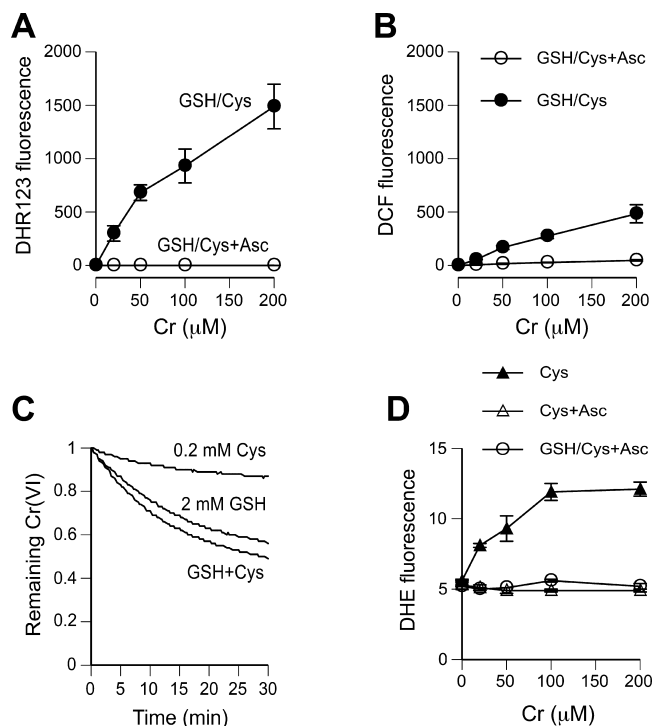 A
DHR123 fluorescence
2000
1500
1000
500
0
GSH/Cys
GSH/Cys+Asc
0 50 100 150 200
Cr (μM)
B
DCF fluorescence
2000
1500
1000
500
0
GSH/Cys+Asc
GSH/Cys
0 50 100 150 200
Cr (μM)
C
Remaining Cr(VI)
1
0.8
0.6
0.4
0.2
0
0.2 mM Cys
2 mM GSH
GSH+Cys
0 5 10 15 20 25 30
Time (min)
Cys
Cys+Asc
GSH/Cys+Asc
D
DHE fluorescence
15
10
5
0
0 50 100 150 200
Cr (μM)